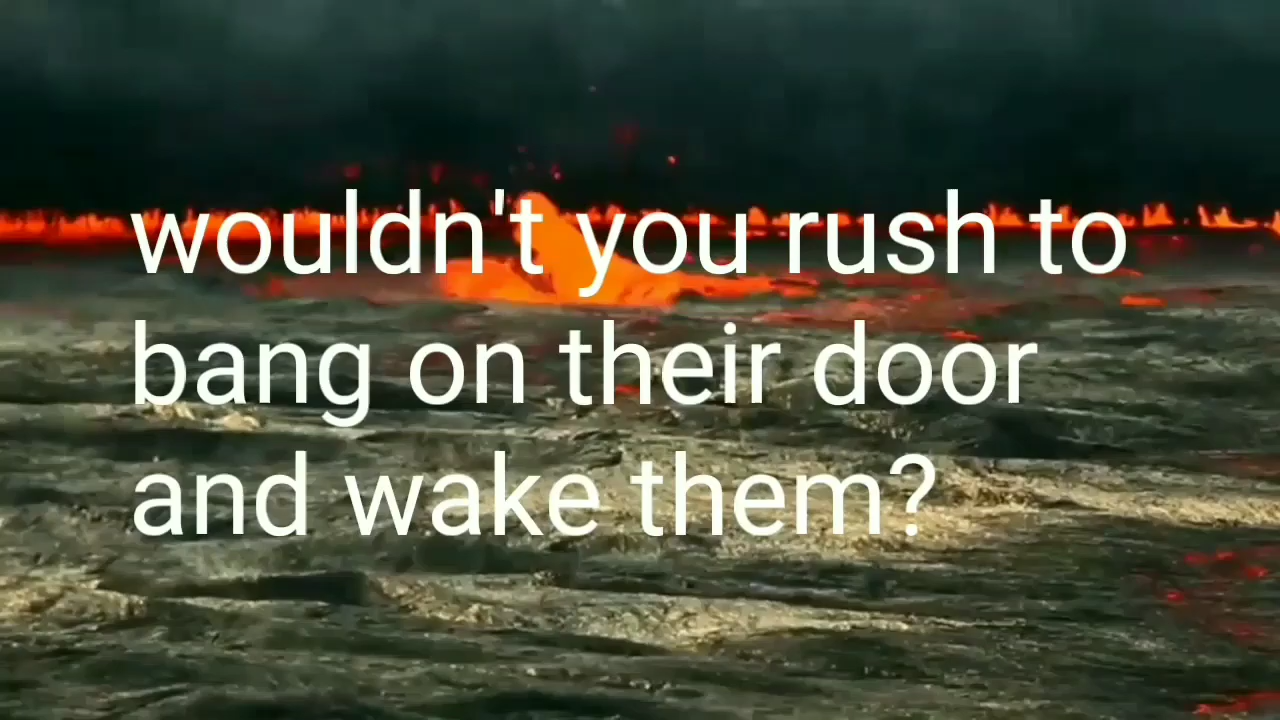 wouldn't you rush to
bang on their door
and wake them?